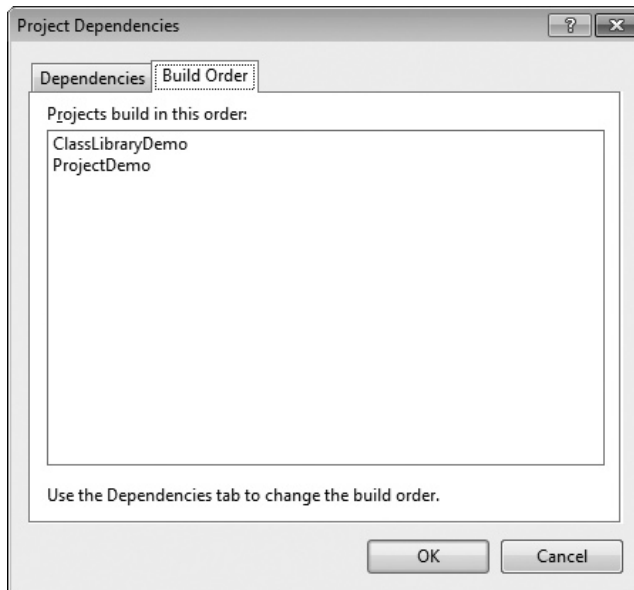 Project Dependencies
Dependencies
Build Order
Projects build in this order:
ClassLibraryDemo
ProjectDemo
Use the Dependencies tab to change the build order.
OK
Cancel